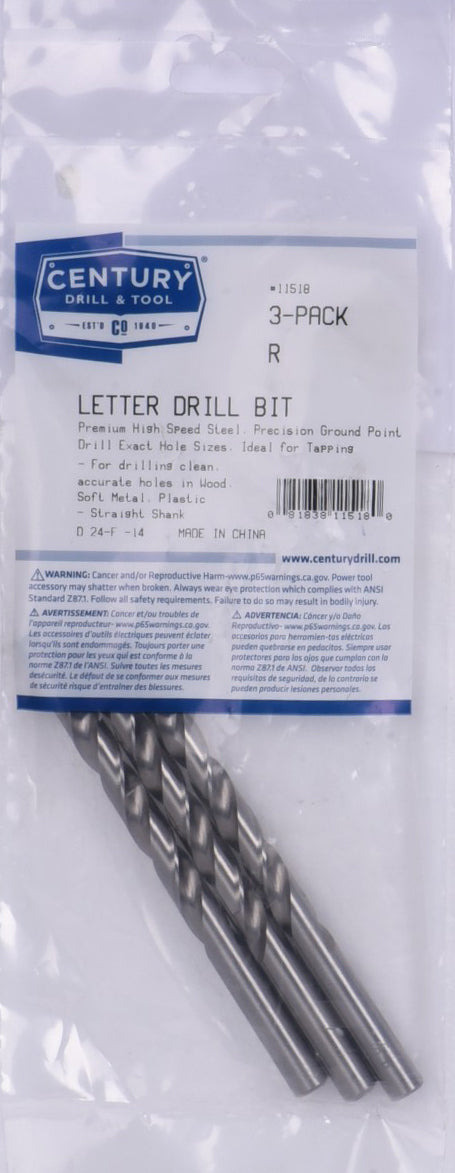 CENTURY®
DRILL & TOOL
EST'D CO 1940
#11518
3-PACK
R
LETTER DRILL BIT
Premium High Speed Steel. Precision Ground Point
Drill Exact Hole Sizes. Ideal for Tapping
- For drilling clean.
accurate holes in Wood.
Soft Metal. Plastic
- Straight Shank
D 24-F -14 MADE IN CHINA
0 81838 11518 0
www.centurydrill.com
⚠WARNING: Cancer and/or Reproductive Harm-www.p65warnings.ca.gov. Power tool
accessory may shatter when broken. Always wear eye protection which complies with ANSI
Standard Z87.1. Follow all safety requirements. Failure to do so may result in bodily injury.
⚠ AVERTISSEMENT: Cancer et/ou troubles de
l'appareil reproducteur- www.p65warnings.ca.gov.
Les accessoires d'outils électriques peuvent éclater
lorsqu'ils sont endommagés. Toujours porter une
protection pour les yeux qui est conforme à la
norme Z87.1 de l'ANSI. Suivre toutes les mesures
desécurité. Le défaut de se conformer aux mesures
de sécurité risque d'entraîner des blessures.
⚠ ADVERTENCIA: Cáncer y/o Daño
Reproductivo- www.p65warnings.ca.gov. Los
accesorios para herramien-tas eléctricas
pueden quebrarse en pedacitos. Siempre usar
protectores para los ojos que cumplan con la
norma Z87.1 de ANSI. Observar todos los
requisitos de seguridad, de lo contrario se
pueden producir lesiones personales.